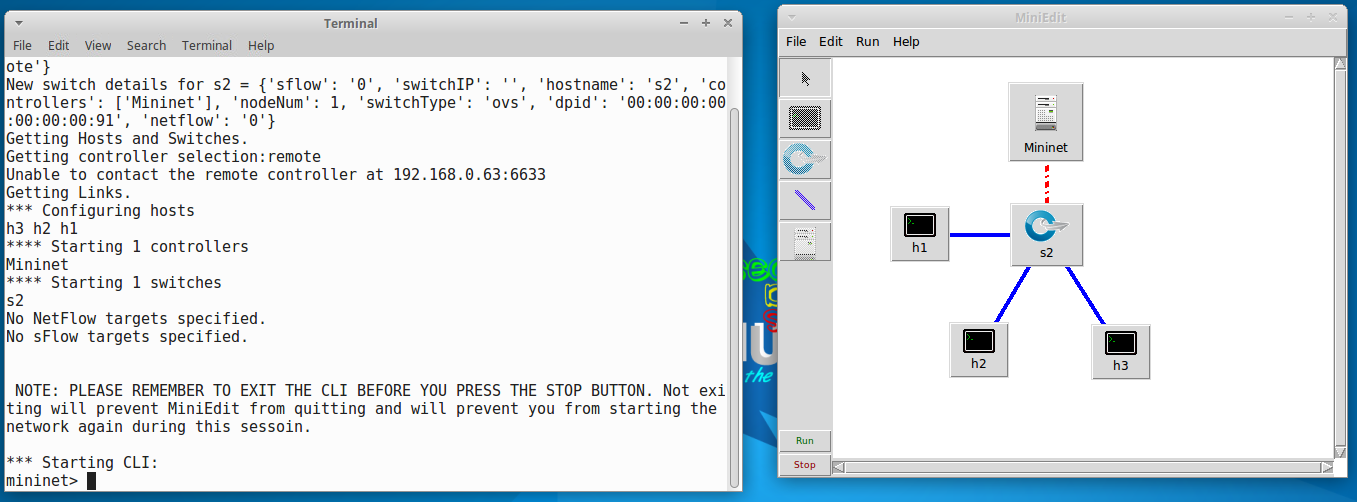 Terminal
File Edit View Search Terminal Help
ote'}
New switch details for s2 = {'sflow': '0', 'switchIP': '', 'hostname': 's2', 'co
ntrollers': ['Mininet'], 'nodeNum': 1, 'switchType': 'ovs', 'dpid': '00:00:00:00
:00:00:00:91', 'netflow': '0'}
Getting Hosts and Switches.
Getting controller selection:remote
Unable to contact the remote controller at 192.168.0.63:6633
Getting Links.
*** Configuring hosts
h3 h2 h1
**** Starting 1 controllers
Mininet
**** Starting 1 switches
s2
No NetFlow targets specified.
No sFlow targets specified.
NOTE: PLEASE REMEMBER TO EXIT THE CLI BEFORE YOU PRESS THE STOP BUTTON. Not exi
ting will prevent MiniEdit from quitting and will prevent you from starting the
network again during this sessoin.
*** Starting CLI:
mininet>
the
MiniEdit
File Edit Run Help
Mininet
h1
s2
h2
h3
Run
Stop